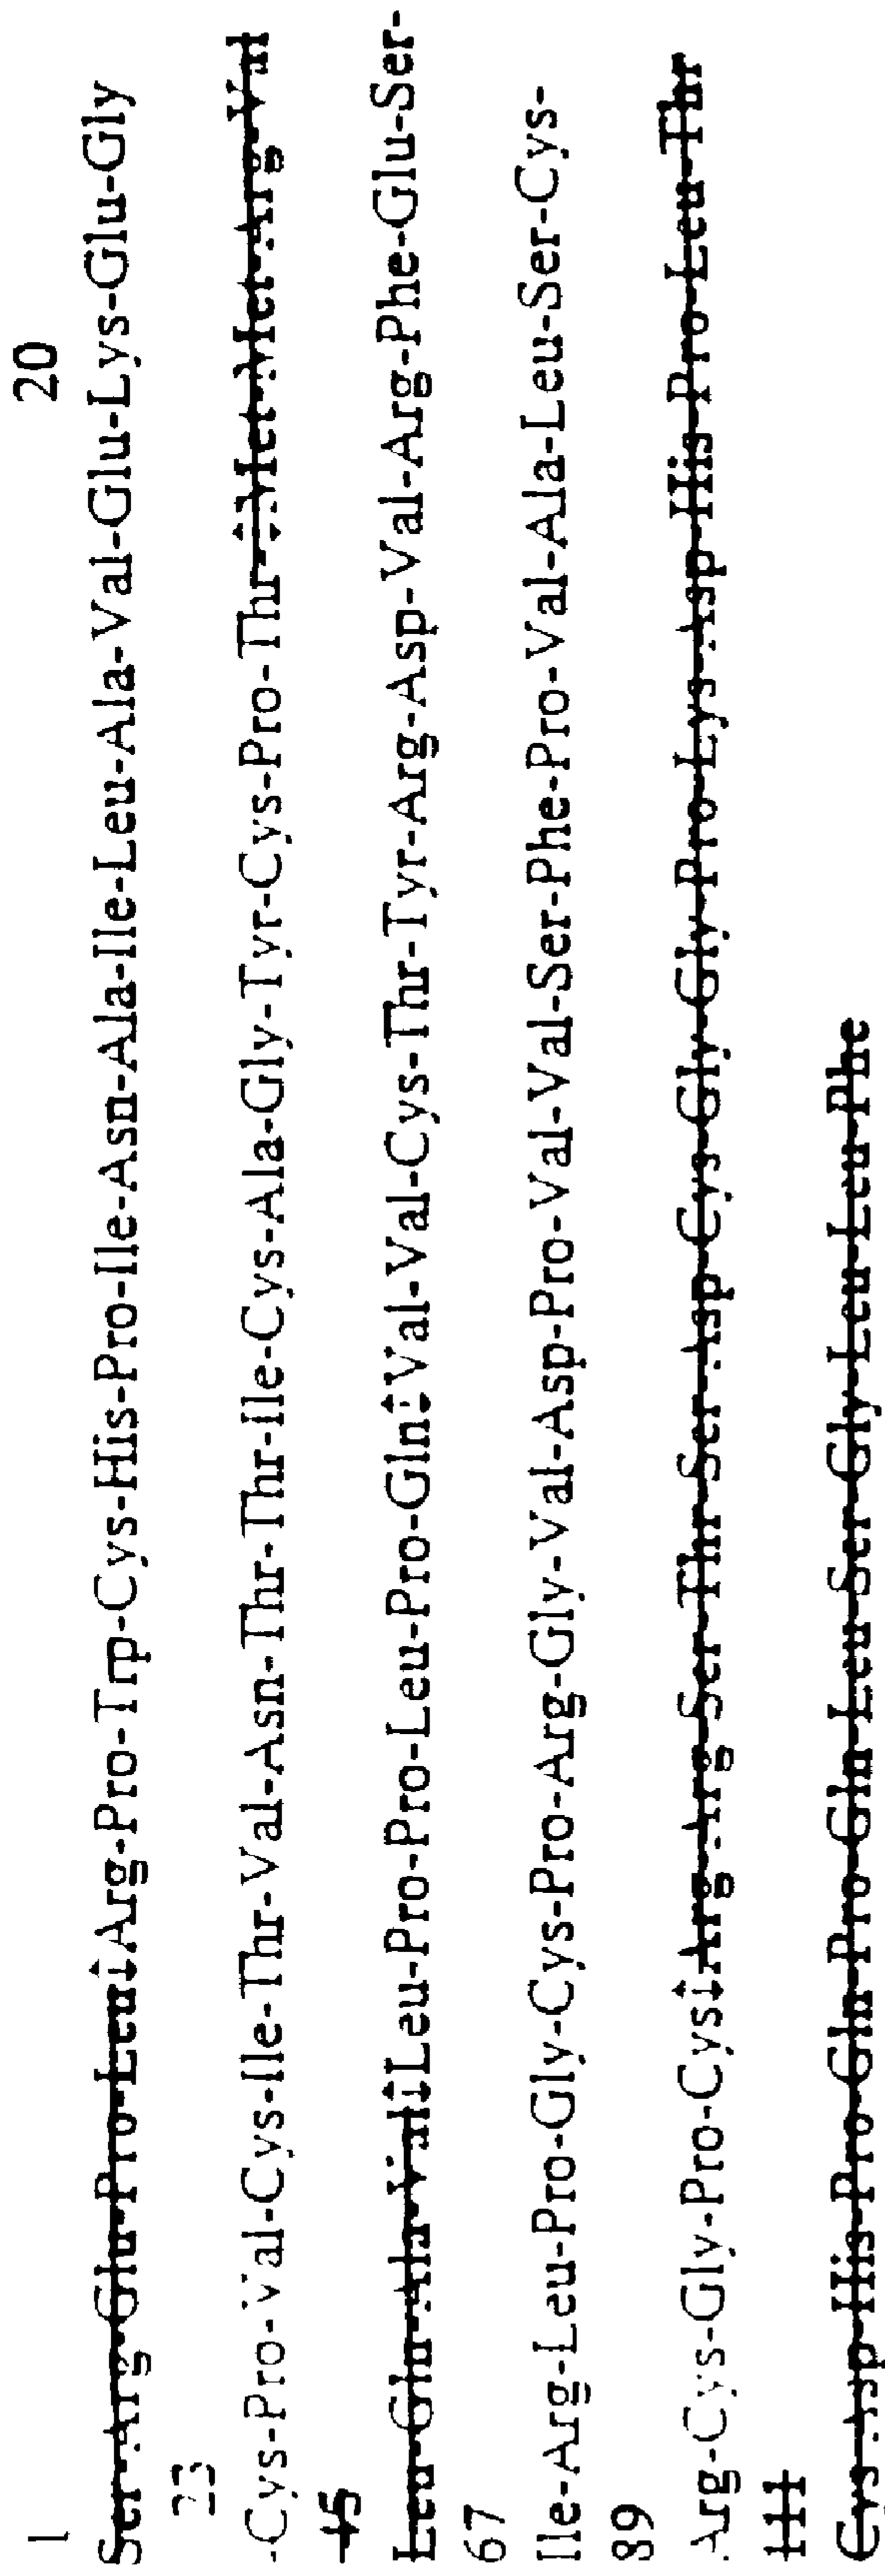 1 20
Ser-Arg-Glu-Pro-Leu-Arg-Pro-Trp-Cys-His-Pro-Ile-Asn-Ala-Ile-Leu-Ala-Val-Glu-Lys-Glu-Gly
23
-Cys-Pro-Val-Cys-Ile-Thr-Val-Asn-Thr-Thr-Ile-Cys-Ala-Gly-Tyr-Cys-Pro-Thr-Met-Met-Arg-Val
45
Leu-Gln-Ala-Val-Leu-Pro-Pro-Leu-Pro-Gln-Val-Val-Cys-Thr-Tyr-Arg-Asp-Val-Arg-Phe-Glu-Ser-
67
Ile-Arg-Leu-Pro-Gly-Cys-Pro-Arg-Gly-Val-Asp-Pro-Val-Val-Ser-Phe-Pro-Val-Ala-Leu-Ser-Cys-
89
Arg-Cys-Gly-Pro-Cys-Arg-Arg-Ser-Thr-Ser-Asp-Cys-Gly-Gly-Pro-Lys-Asp-His-Pro-Leu-Thr
111
Cys-Asp-His-Pro-Gln-Pro-Gln-Leu-Ser-Gly-Leu-Leu-Phe